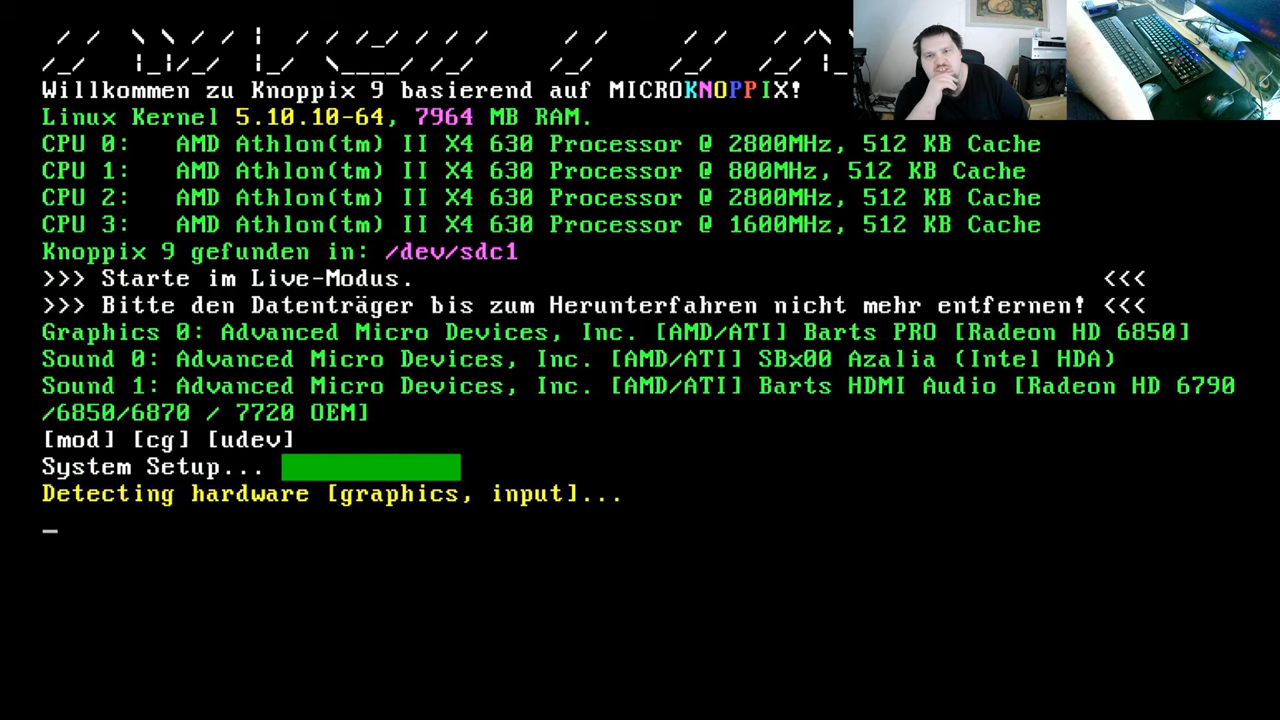 Willkommen zu Knoppix 9 basierend auf MICROKNOPPIX!
Linux Kernel 5.10.10-64, 7964 MB RAM.
CPU 0: AMD Athlon(tm) II X4 630 Processor @ 2800MHz, 512 KB Cache
CPU 1: AMD Athlon(tm) II X4 630 Processor @ 800MHz, 512 KB Cache
CPU 2: AMD Athlon(tm) II X4 630 Processor @ 2800MHz, 512 KB Cache
CPU 3: AMD Athlon(tm) II X4 630 Processor @ 1600MHz, 512 KB Cache
Knoppix 9 gefunden in: /dev/sdc1
>>> Starte im Live-Modus. <<<
>>> Bitte den Datenträger bis zum Herunterfahren nicht mehr entfernen! <<<
Graphics 0: Advanced Micro Devices, Inc. [AMD/ATI] Barts PRO [Radeon HD 6850]
Sound 0: Advanced Micro Devices, Inc. [AMD/ATI] SBx00 Azalia (Intel HDA)
Sound 1: Advanced Micro Devices, Inc. [AMD/ATI] Barts HDMI Audio [Radeon HD 6790
/6850/6870 / 7720 OEM]
[mod] [cg] [udev]
System Setup...
Detecting hardware [graphics, input]...